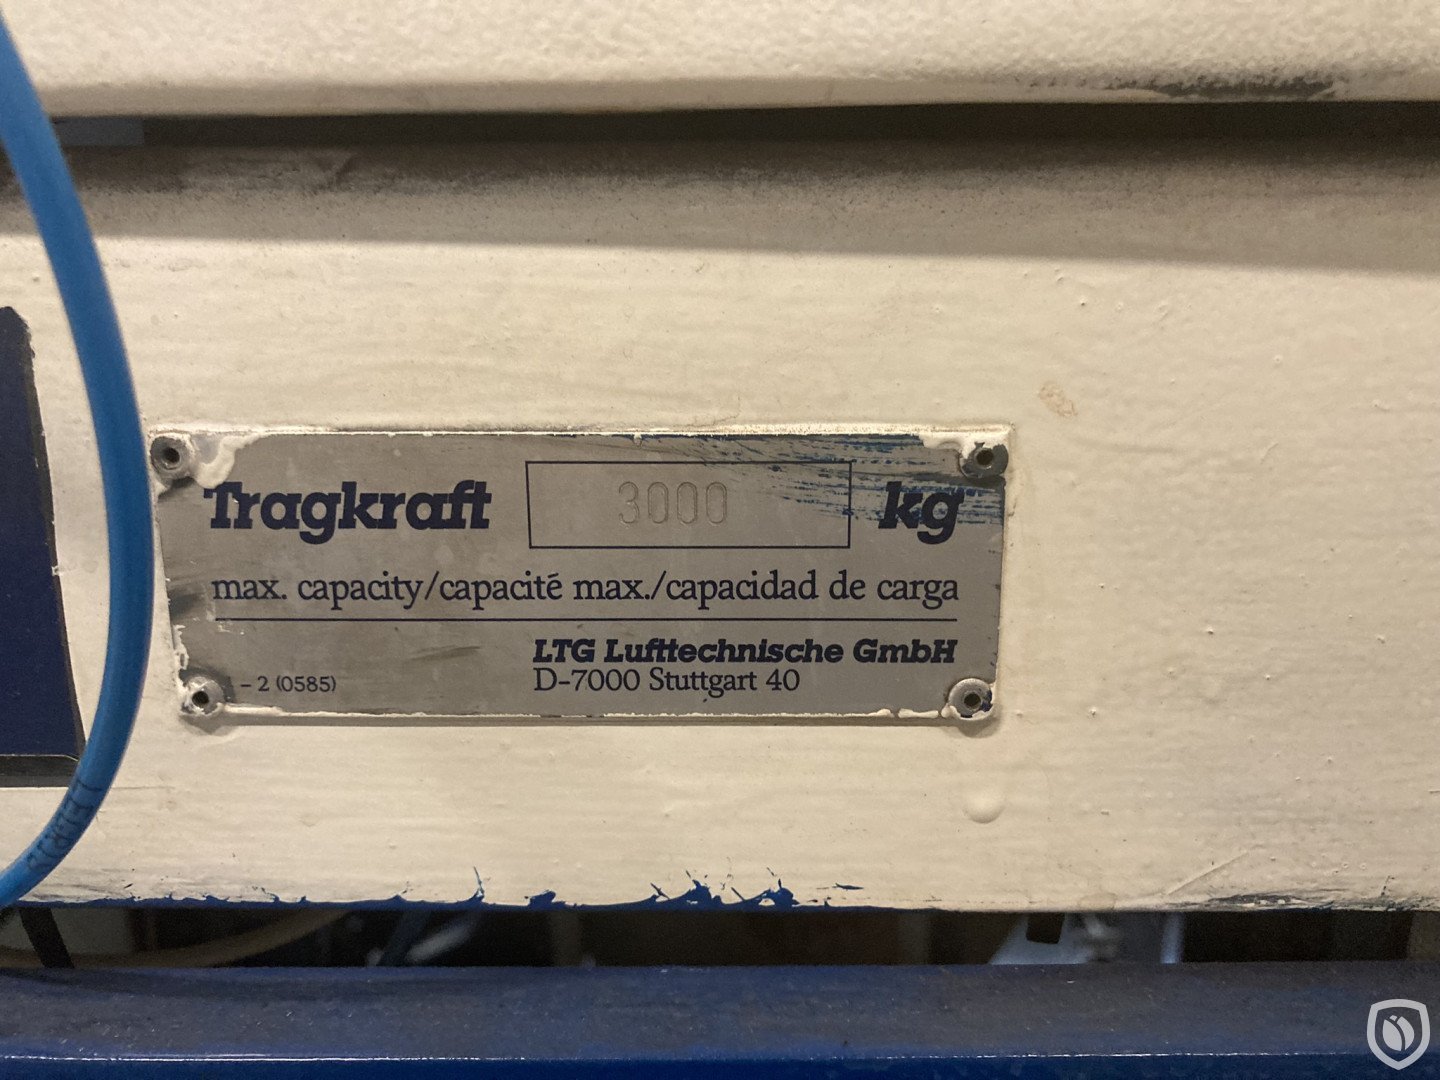 Tragkraft 3000 kg
max. capacity/capacité max./capacidad de carga
LTG Lufttechnische GmbH
- 2 (0585) D-7000 Stuttgart 40